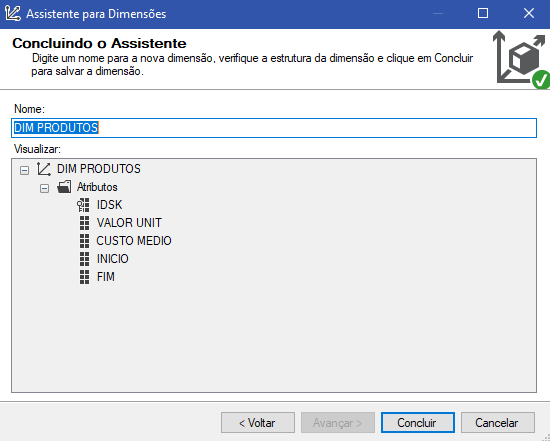 Assistente para Dimensões
Concluindo o Assistente
Digite um nome para a nova dimensão, verifique a estrutura da dimensão e clique em Concluir
para salvar a dimensão.
Nome:
DIM PRODUTOS
Visualizar:
DIM PRODUTOS
Atributos
IDSK
VALOR UNIT
CUSTO MEDIO
INICIO
FIM
< Voltar
Avançar >
Concluir
Cancelar